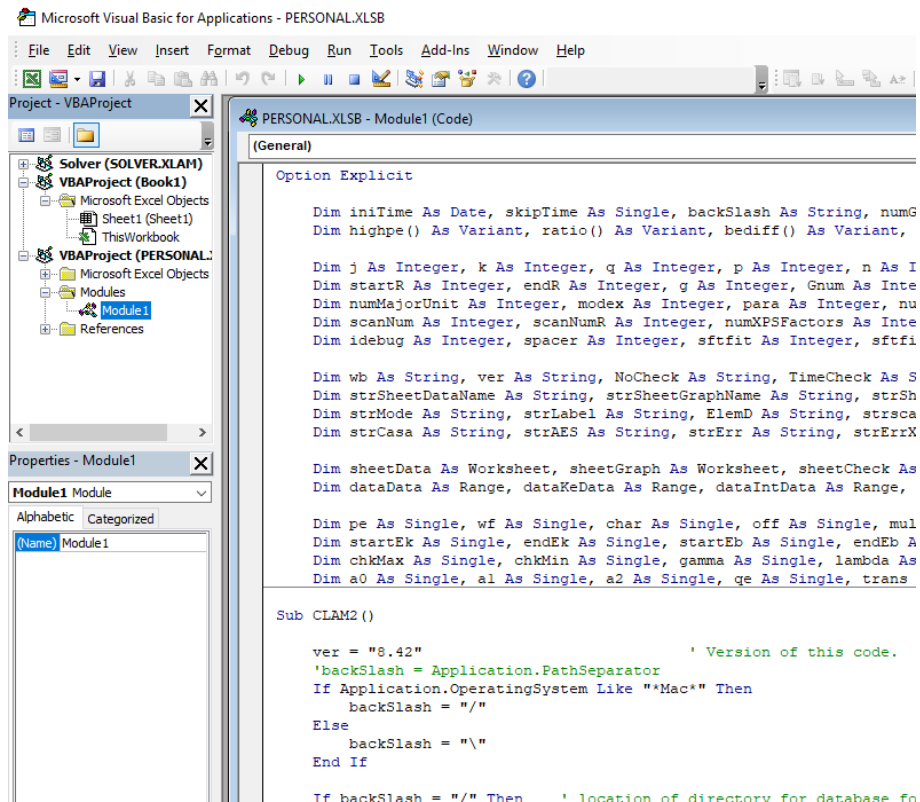 Microsoft Visual Basic for Applications - PERSONAL.XLSB
File Edit View Insert Format Debug Run Tools Add-Ins Window Help
Project - VBAProject
Solver (SOLVER.XLAM)
VBAProject (Book1)
Microsoft Excel Objects
Sheet1 (Sheet1)
ThisWorkbook
VBAProject (PERSONAL.
Microsoft Excel Objects
Modules
Module1
References
Properties - Module1
Module1 Module
Alphabetic Categorized
(Name) Module1
PERSONAL.XLSB - Module1 (Code)
(General)
Option Explicit
Dim iniTime As Date, skipTime As Single, backSlash As String, numG
Dim highpe() As Variant, ratio() As Variant, bediff() As Variant,
Dim j As Integer, k As Integer, q As Integer, p As Integer, n As I
Dim startR As Integer, endR As Integer, g As Integer, Gnum As Inte
Dim numMajorUnit As Integer, modex As Integer, para As Integer, nu
Dim scanNum As Integer, scanNumR As Integer, numXPSFactors As Inte
Dim idebug As Integer, spacer As Integer, sftfit As Integer, sftfi
Dim wb As String, ver As String, NoCheck As String, TimeCheck As S
Dim strSheetDataName As String, strSheetGraphName As String, strSh
Dim strMode As String, strLabel As String, ElemD As String, strsca
Dim strCasa As String, strAES As String, strErr As String, strErrX
Dim sheetData As Worksheet, sheetGraph As Worksheet, sheetCheck As
Dim dataData As Range, dataKeData As Range, dataIntData As Range,
Dim pe As Single, wf As Single, char As Single, off As Single, mul
Dim startEk As Single, endEk As Single, startEb As Single, endEb A
Dim chkMax As Single, chkMin As Single, gamma As Single, lambda As
Dim a0 As Single, a1 As Single, a2 As Single, qe As Single, trans
Sub CLAM2()
ver = "8.42" ' Version of this code.
'backSlash = Application.PathSeparator
If Application.OperatingSystem Like "*Mac*" Then
backSlash = "/"
Else
backSlash = "\"
End If
If backSlash = "/" Then ' location of directory for database fo